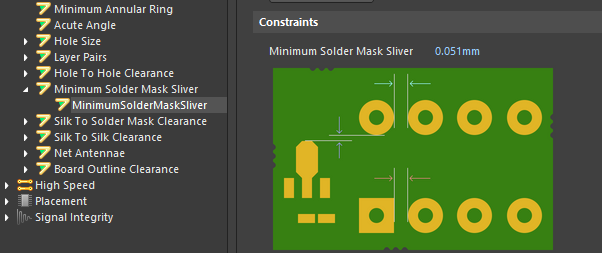 Minimum Annular Ring
Acute Angle
Hole Size
Layer Pairs
Hole To Hole Clearance
Minimum Solder Mask Sliver
MinimumSolderMaskSliver
Silk To Solder Mask Clearance
Silk To Silk Clearance
Net Antennae
Board Outline Clearance
High Speed
Placement
Signal Integrity
Constraints
Minimum Solder Mask Sliver 0.051mm